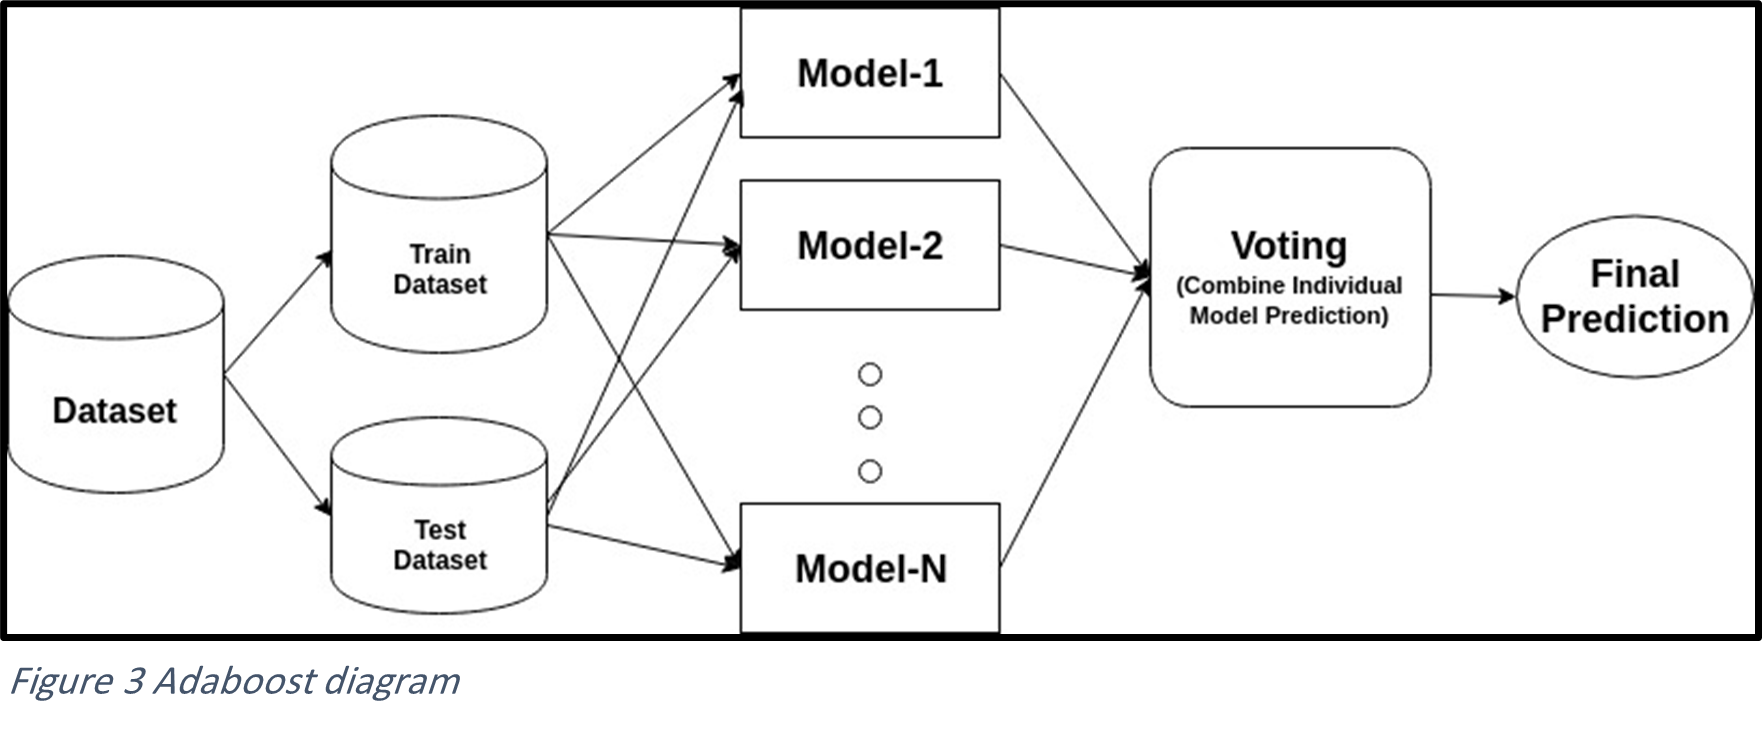 Dataset
Train
Dataset
Test
Dataset
Model-1
Model-2
Model-N
Voting
(Combine Individual
Model Prediction)
Final
Prediction
Figure 3 Adaboost diagram